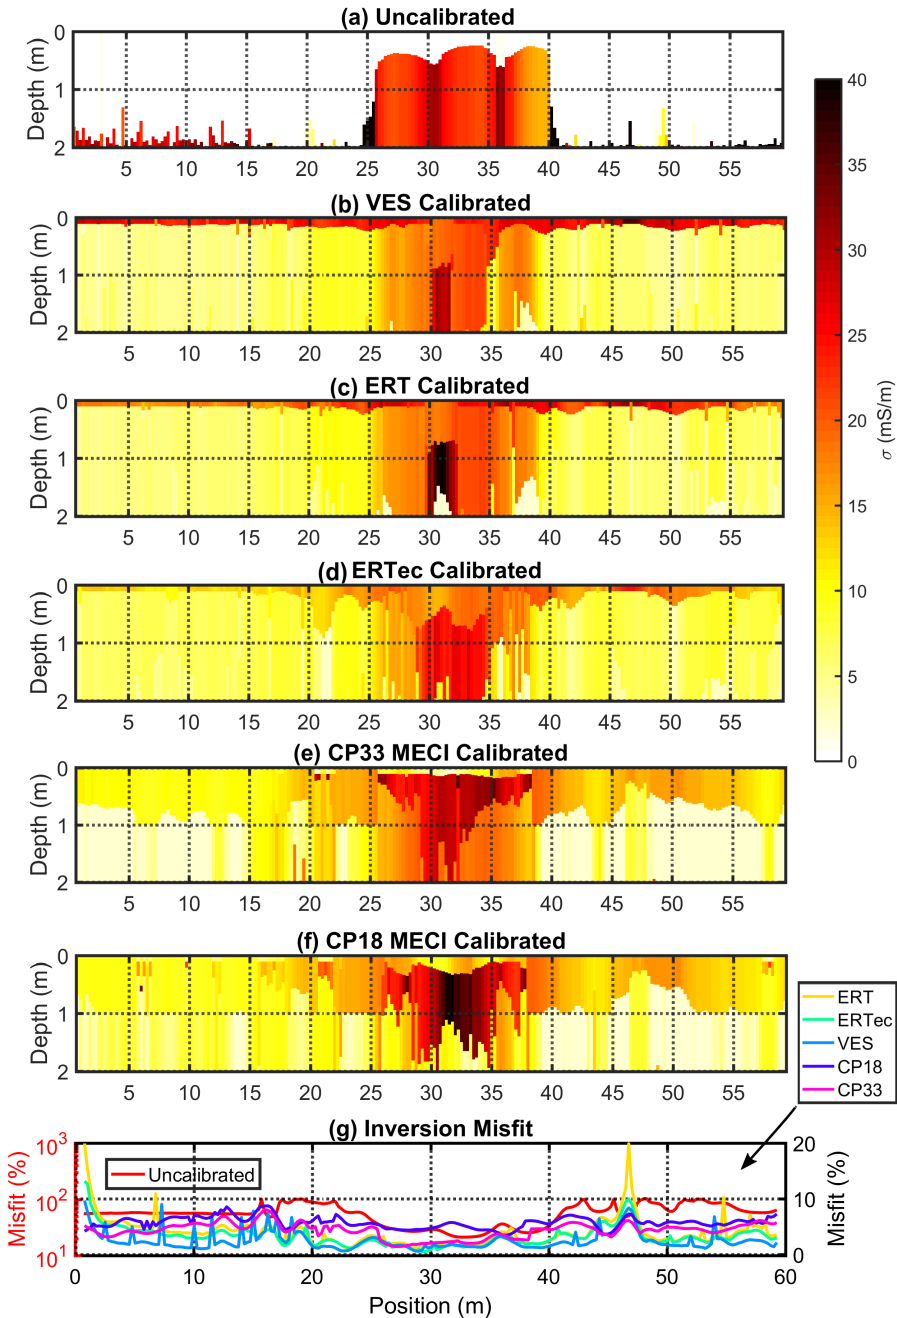 (a) Uncalibrated
0
1
2
Depth (m)
5 10 15 20 25 30 35 40 45 50 55
(b) VES Calibrated
0
1
2
Depth (m)
5 10 15 20 25 30 35 40 45 50 55
(c) ERT Calibrated
0
1
2
Depth (m)
5 10 15 20 25 30 35 40 45 50 55
(d) ERTec Calibrated
0
1
2
Depth (m)
5 10 15 20 25 30 35 40 45 50 55
(e) CP33 MECI Calibrated
0
1
2
Depth (m)
5 10 15 20 25 30 35 40 45 50 55
(f) CP18 MECI Calibrated
0
1
2
Depth (m)
5 10 15 20 25 30 35 40 45 50 55
40
35
30
25
20
15
10
5
0
σ (mS/m)
ERT
ERTec
VES
CP18
CP33
(g) Inversion Misfit
10³
10²
10¹
Misfit (%)
Uncalibrated
20
10
0
Misfit (%)
0 10 20 30 40 50 60
Position (m)